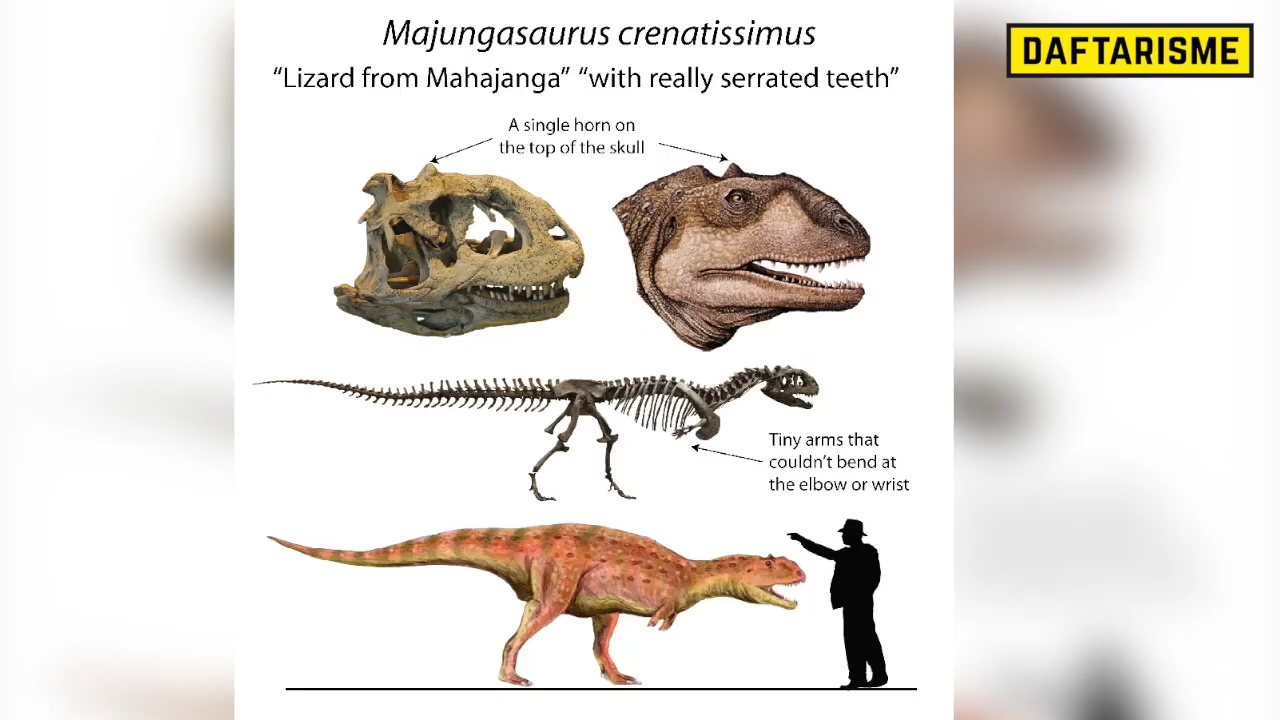 Majungasaurus crenatissimus
DAFTARISME
“Lizard from Mahajanga” “with really serrated teeth”
A single horn on
the top of the skull
Tiny arms that
couldn’t bend at
the elbow or wrist